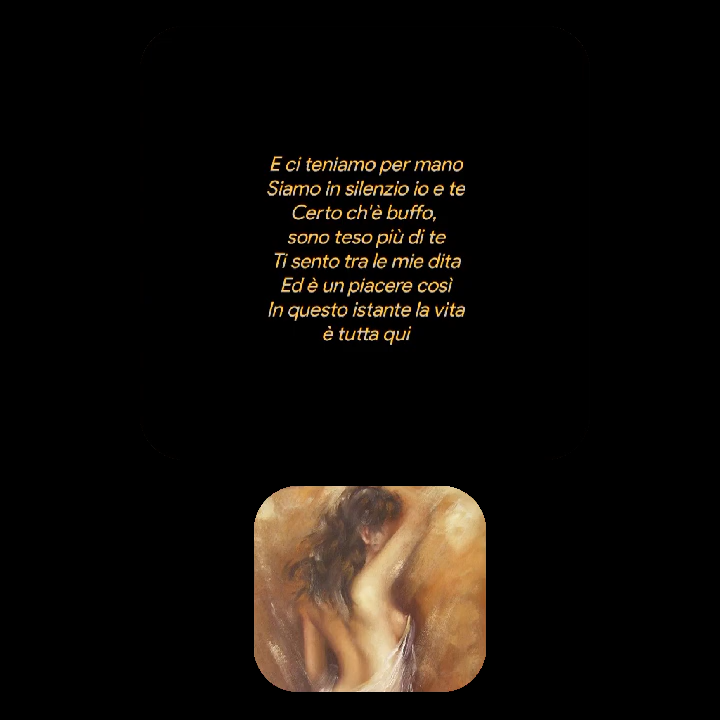 E ci teniamo per mano
Siamo in silenzio io e te
Certo ch'è buffo,
sono teso più di te
Ti sento tra le mie dita
Ed è un piacere così
In questo istante la vita
è tutta qui